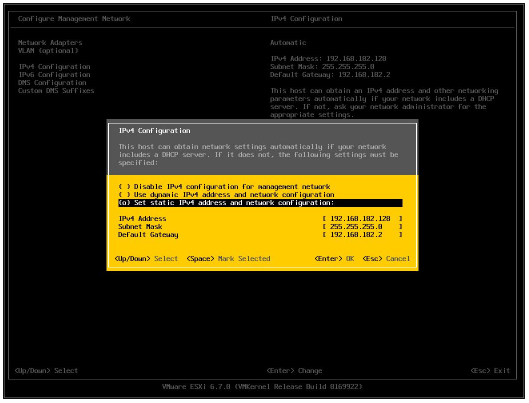 Configure Management Network
IPv4 Configuration
Network Adapters
VLAN (optional)
IPv4 Configuration
IPv6 Configuration
DNS Configuration
Custom DNS Suffixes
Automatic
IPv4 Address: 192.168.182.128
Subnet Mask: 255.255.255.0
Default Gateway: 192.168.182.2
This host can obtain an IPv4 address and other networking
parameters automatically if your network includes a DHCP
server. If not, ask your network administrator for the
appropriate settings.
IPv4 Configuration
This host can obtain network settings automatically if your network
includes a DHCP server. If it does not, the following settings must be
specified:
( ) Disable IPv4 configuration for management network
( ) Use dynamic IPv4 address and network configuration
(o) Set static IPv4 address and network configuration:
IPv4 Address [ 192.168.182.128 ]
Subnet Mask [ 255.255.255.0 ]
Default Gateway [ 192.168.182.2 ]
<Up/Down> Select <Space> Mark Selected <Enter> OK <Esc> Cancel
<Up/Down> Select <Enter> Change <Esc> Exit
VMware ESXi 6.7.0 (VMKernel Release Build 8169922)